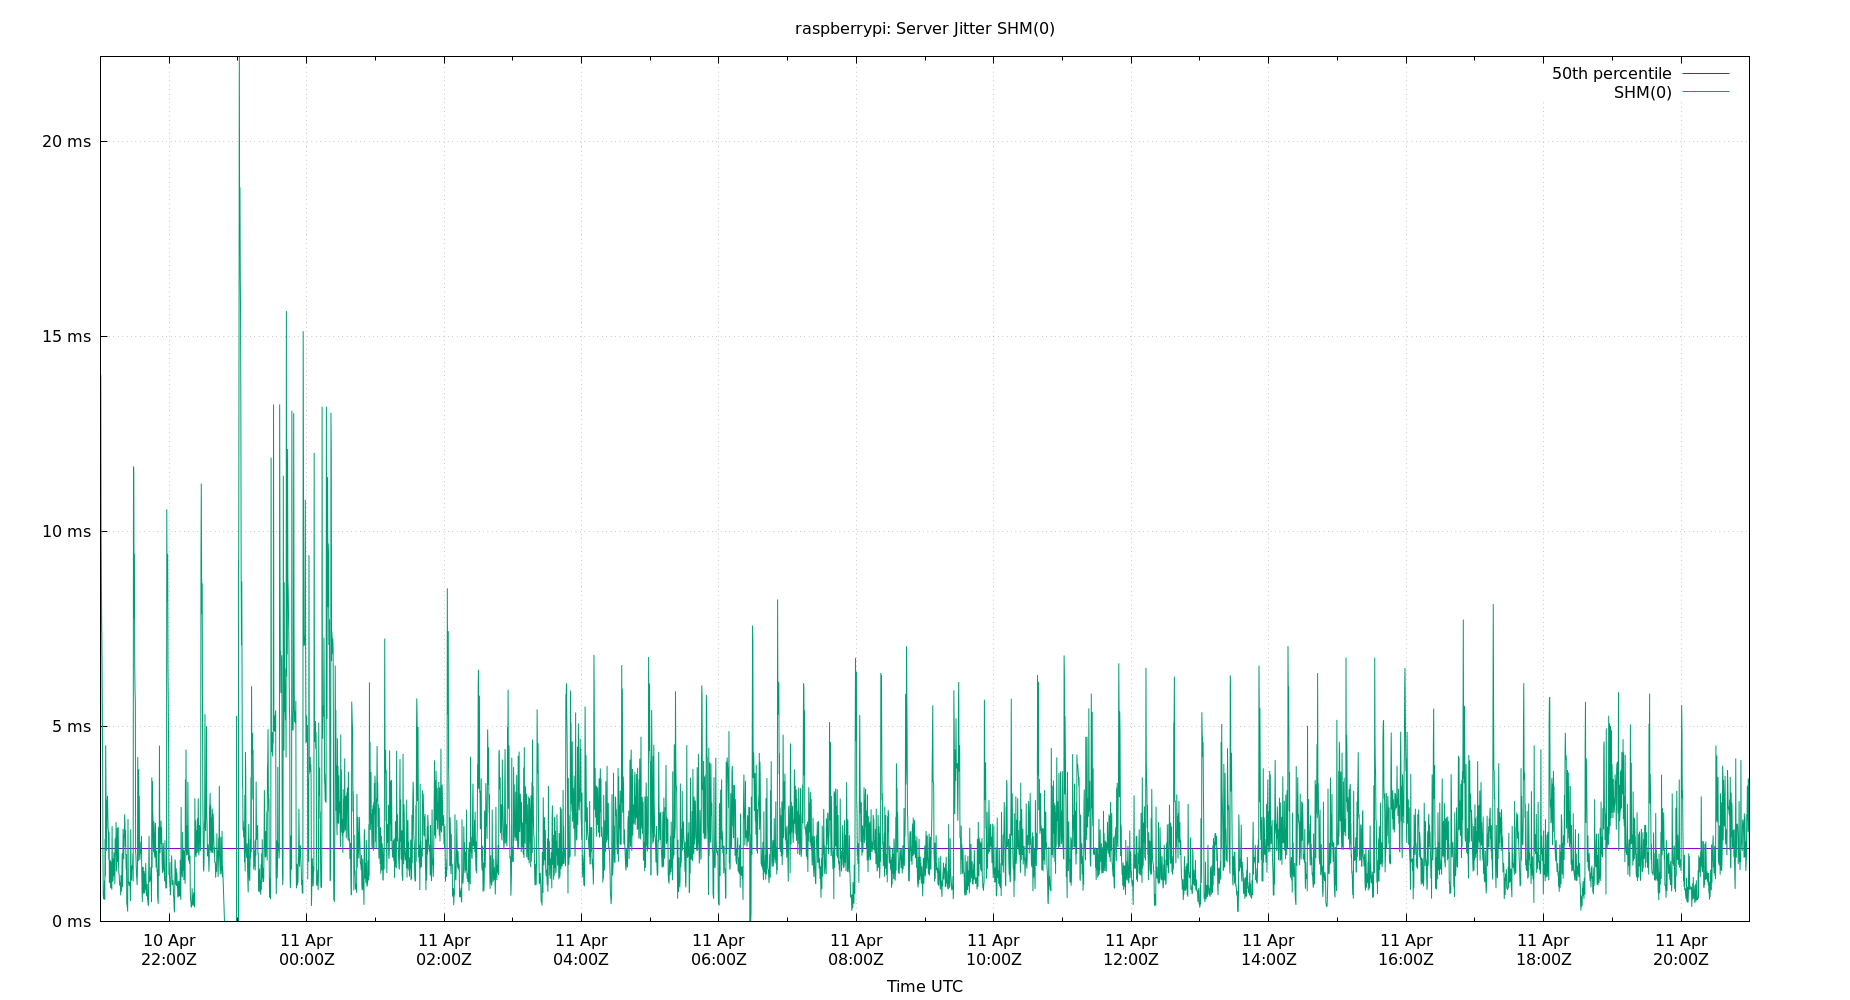 raspberrypi: Server Jitter SHM(0)
50th percentile
SHM(0)
20 ms
15 ms
10 ms
5 ms
0 ms
10 Apr
22:00Z
11 Apr
00:00Z
11 Apr
02:00Z
11 Apr
04:00Z
11 Apr
06:00Z
11 Apr
08:00Z
11 Apr
10:00Z
11 Apr
12:00Z
11 Apr
14:00Z
11 Apr
16:00Z
11 Apr
18:00Z
11 Apr
20:00Z
Time UTC